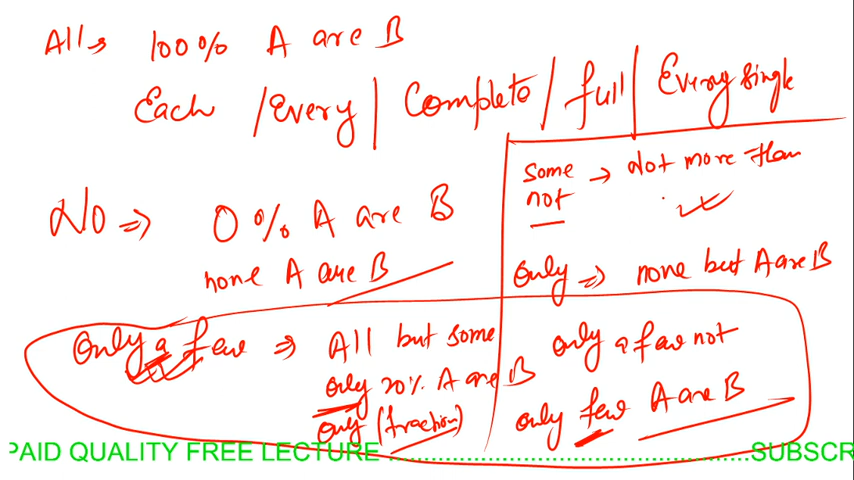 All → 100% A are B
Each / Every | Complete / full | Every single
No ⇒ 0% A are B
none A are B
some not → Not more than
Only ⇒ none but A are B
Only a few ⇒ All but some
only 20% A are B
only (fraction)
only a few not
only few A are B
PAID QUALITY FREE LECTURE ..................................................SUBSCR